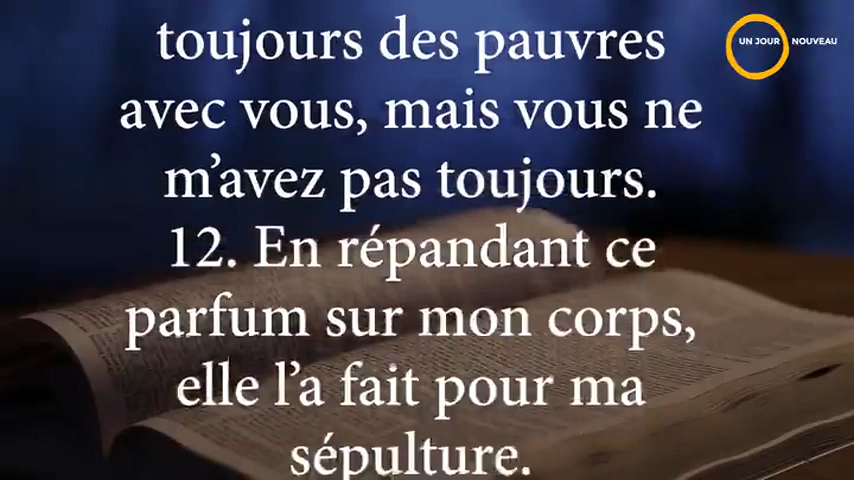 toujours des pauvres
avec vous, mais vous ne
m'avez pas toujours.
12. En répandant ce
parfum sur mon corps,
elle l'a fait pour ma
sépulture.
UN JOUR NOUVEAU